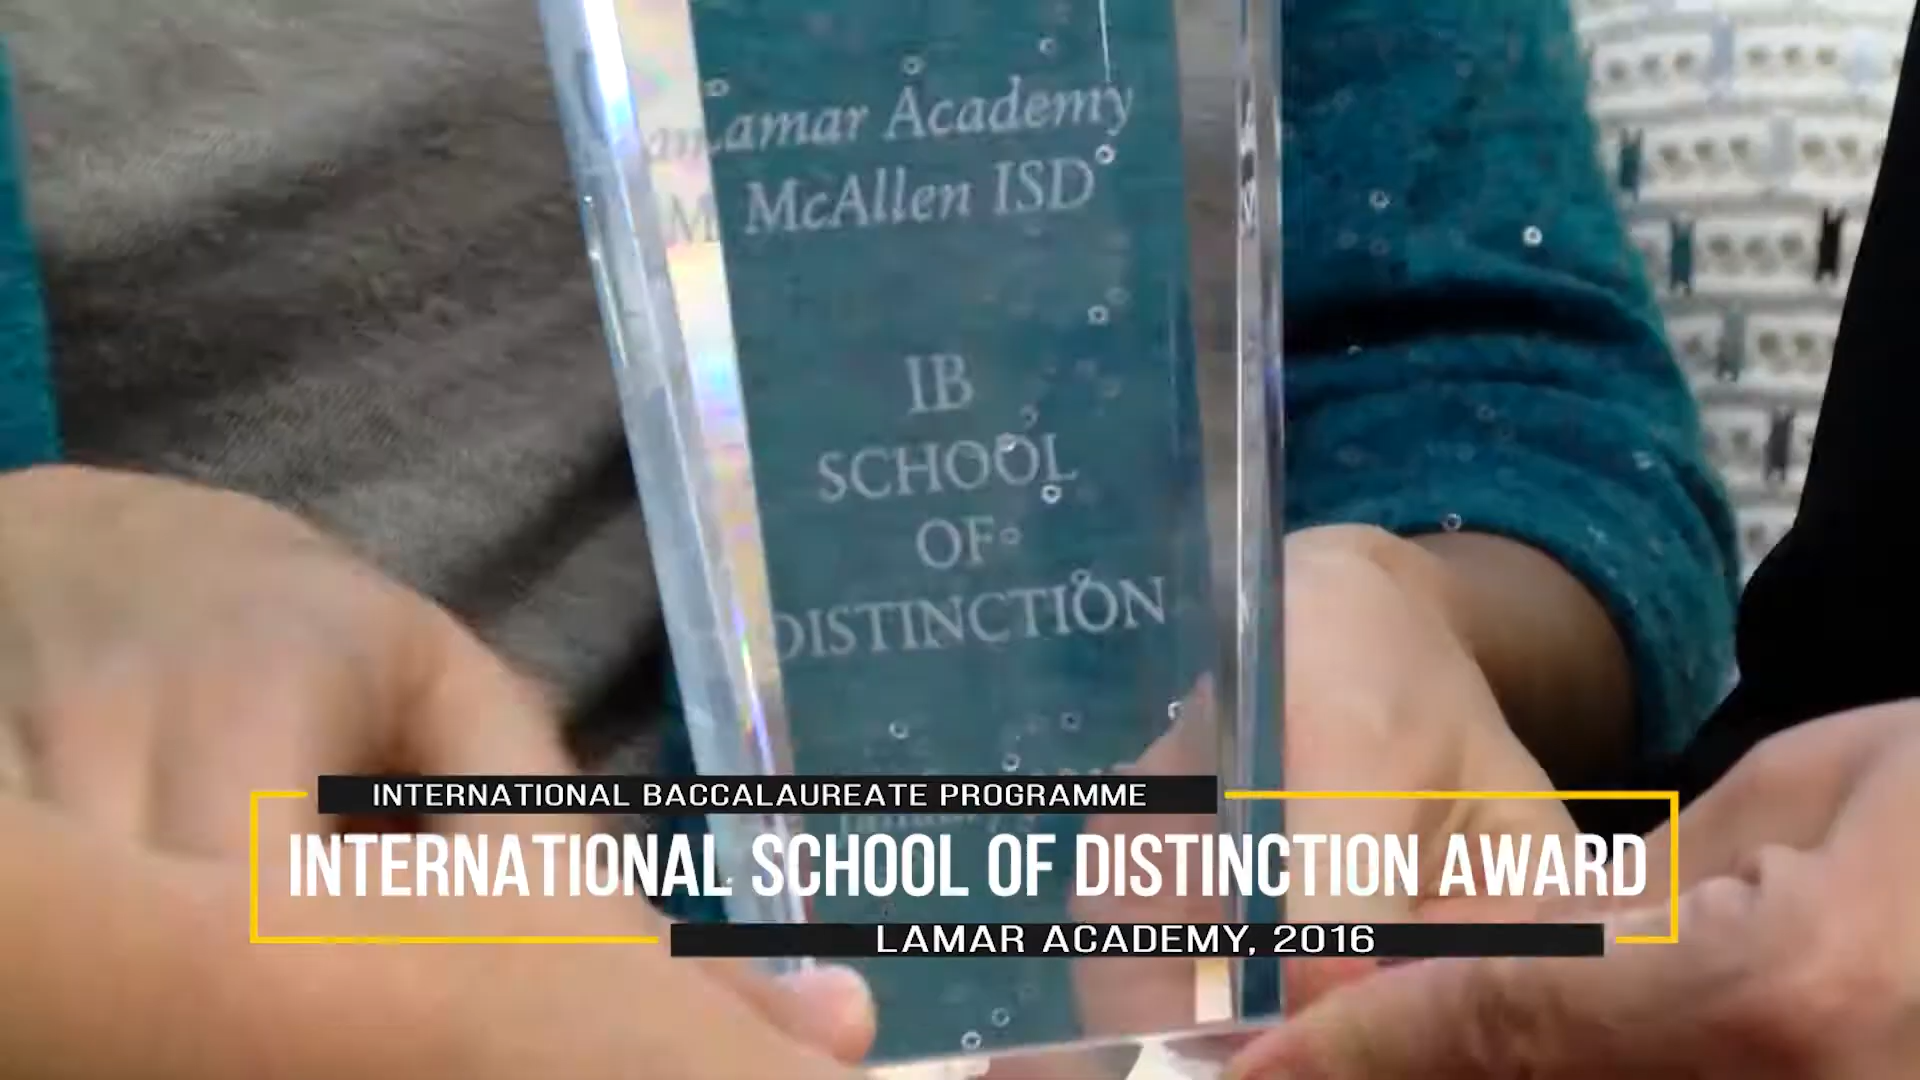 Lamar Academy
McAllen ISD
IB
SCHOOL
OF
DISTINCTION
INTERNATIONAL BACCALAUREATE PROGRAMME
INTERNATIONAL SCHOOL OF DISTINCTION AWARD
LAMAR ACADEMY, 2016